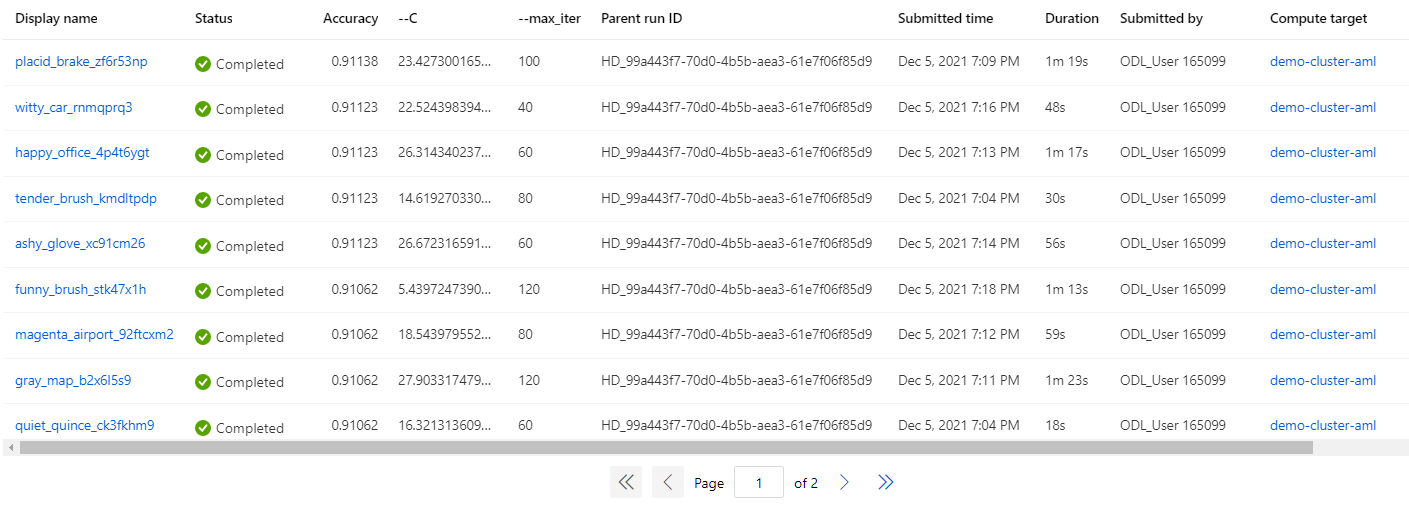 Display name Status Accuracy --C --max_iter Parent run ID Submitted time Duration Submitted by Compute target
placid_brake_zf6r53np Completed 0.91138 23.427300165... 100 HD_99a443f7-70d0-4b5b-aea3-61e7f06f85d9 Dec 5, 2021 7:09 PM 1m 19s ODL_User 165099 demo-cluster-aml
witty_car_rnmqprq3 Completed 0.91123 22.524398394... 40 HD_99a443f7-70d0-4b5b-aea3-61e7f06f85d9 Dec 5, 2021 7:16 PM 48s ODL_User 165099 demo-cluster-aml
happy_office_4p4t6ygt Completed 0.91123 26.314340237... 60 HD_99a443f7-70d0-4b5b-aea3-61e7f06f85d9 Dec 5, 2021 7:13 PM 1m 17s ODL_User 165099 demo-cluster-aml
tender_brush_kmdltpdp Completed 0.91123 14.619270330... 80 HD_99a443f7-70d0-4b5b-aea3-61e7f06f85d9 Dec 5, 2021 7:04 PM 30s ODL_User 165099 demo-cluster-aml
ashy_glove_xc91cm26 Completed 0.91123 26.672316591... 60 HD_99a443f7-70d0-4b5b-aea3-61e7f06f85d9 Dec 5, 2021 7:14 PM 56s ODL_User 165099 demo-cluster-aml
funny_brush_stk47x1h Completed 0.91062 5.4397247390... 120 HD_99a443f7-70d0-4b5b-aea3-61e7f06f85d9 Dec 5, 2021 7:18 PM 1m 13s ODL_User 165099 demo-cluster-aml
magenta_airport_92ftcxm2 Completed 0.91062 18.543979552... 80 HD_99a443f7-70d0-4b5b-aea3-61e7f06f85d9 Dec 5, 2021 7:12 PM 59s ODL_User 165099 demo-cluster-aml
gray_map_b2x6l5s9 Completed 0.91062 27.903317479... 120 HD_99a443f7-70d0-4b5b-aea3-61e7f06f85d9 Dec 5, 2021 7:11 PM 1m 23s ODL_User 165099 demo-cluster-aml
quiet_quince_ck3fkhm9 Completed 0.91062 16.321313609... 60 HD_99a443f7-70d0-4b5b-aea3-61e7f06f85d9 Dec 5, 2021 7:04 PM 18s ODL_User 165099 demo-cluster-aml
Page 1 of 2